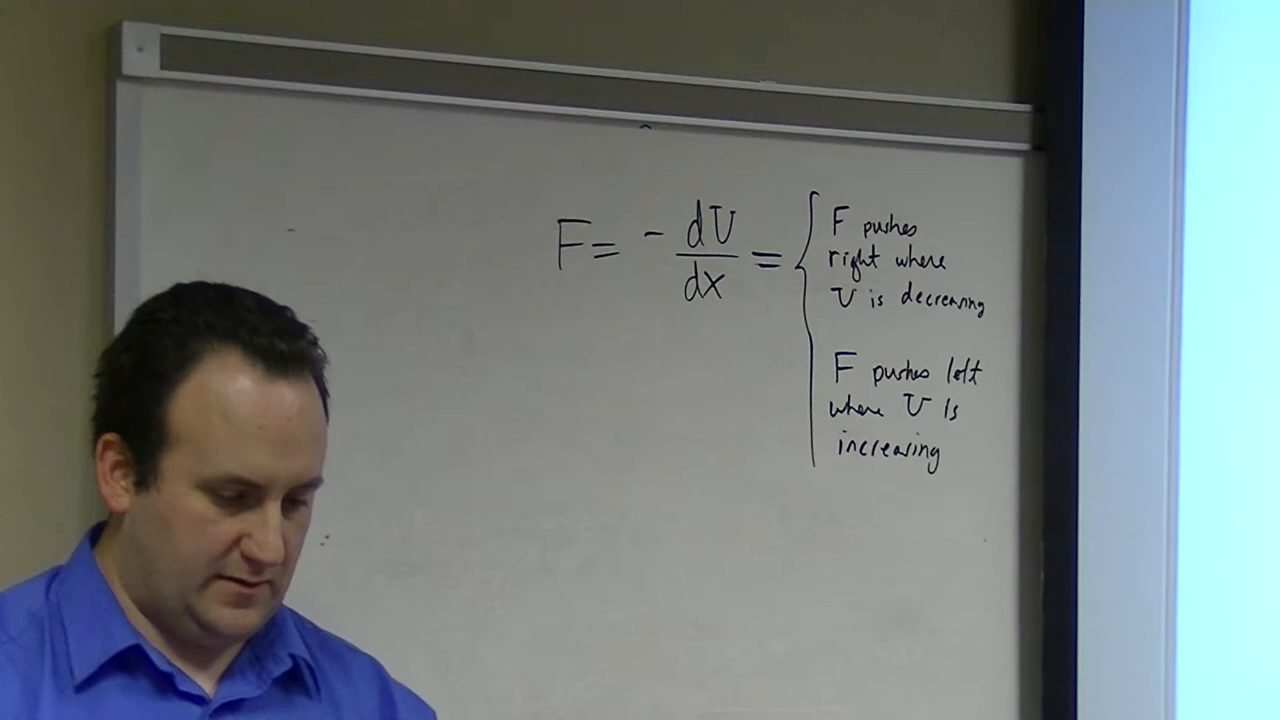 F = - dU/dx = {
F pushes
right where
U is decreasing
F pushes left
where U is
increasing